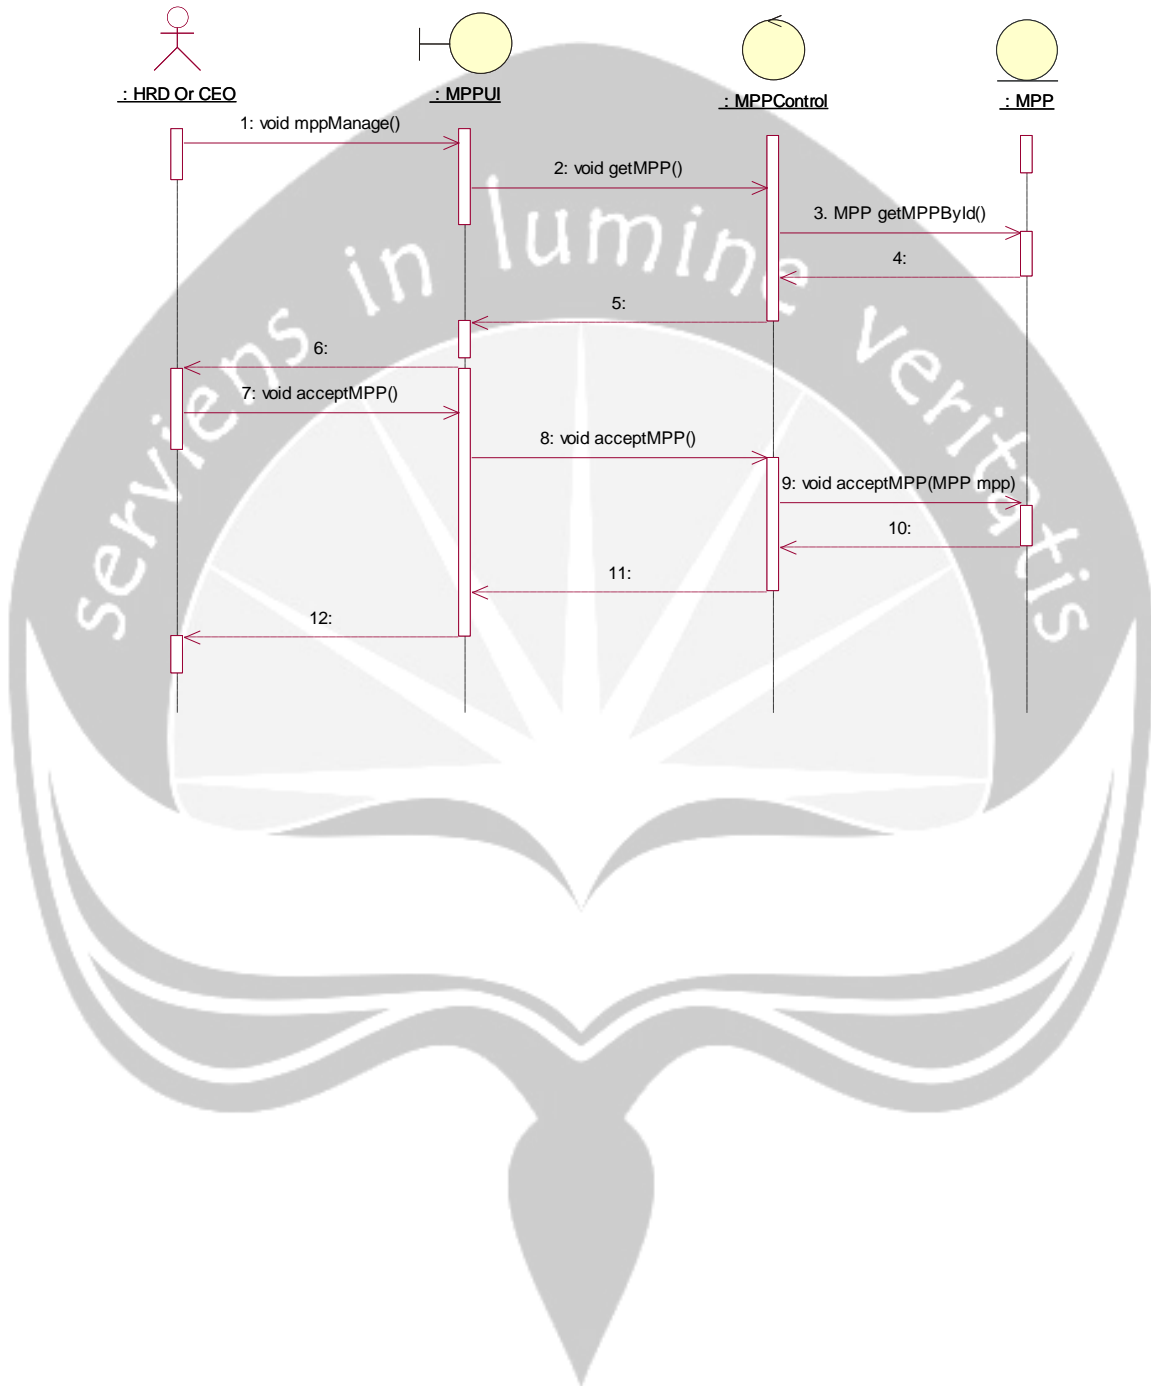 : HRD Or CEO
: MPPUI
: MPPControl
: MPP
1: void mppManage()
2: void getMPP()
3. MPP getMPPById()
4:
5:
6:
7: void acceptMPP()
8: void acceptMPP()
9: void acceptMPP(MPP mpp)
10:
11:
12:
serviens in lumine veritatis